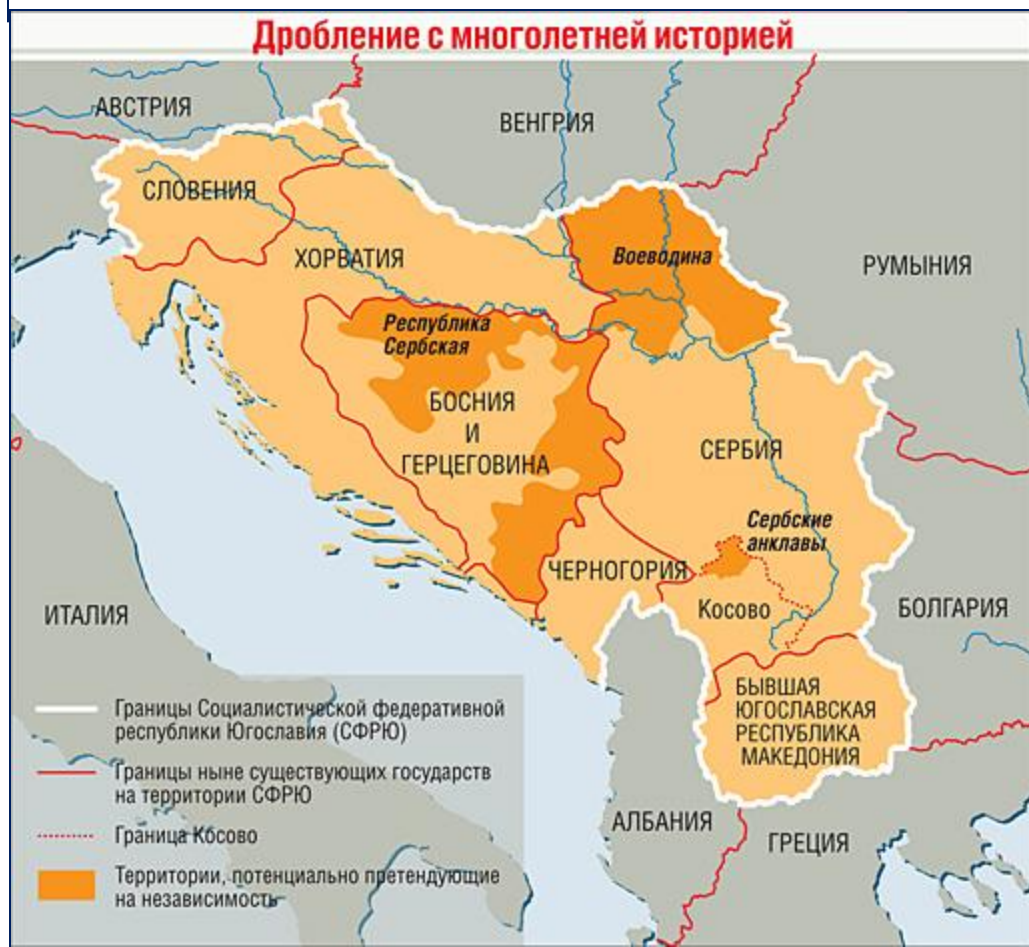 Дробление с многолетней историей
АВСТРИЯ
ВЕНГРИЯ
СЛОВЕНИЯ
ХОРВАТИЯ
Воеводина
РУМЫНИЯ
Республика
Сербская
БОСНИЯ
И
ГЕРЦЕГОВИНА
СЕРБИЯ
Сербские
анклавы
ЧЕРНОГОРИЯ
Косово
ИТАЛИЯ
БОЛГАРИЯ
БЫВШАЯ
ЮГОСЛАВСКАЯ
РЕСПУБЛИКА
МАКЕДОНИЯ
АЛБАНИЯ
ГРЕЦИЯ
Границы Социалистической федеративной
республики Югославия (СФРЮ)
Границы ныне существующих государств
на территории СФРЮ
Граница Косово
Территории, потенциально претендующие
на независимость